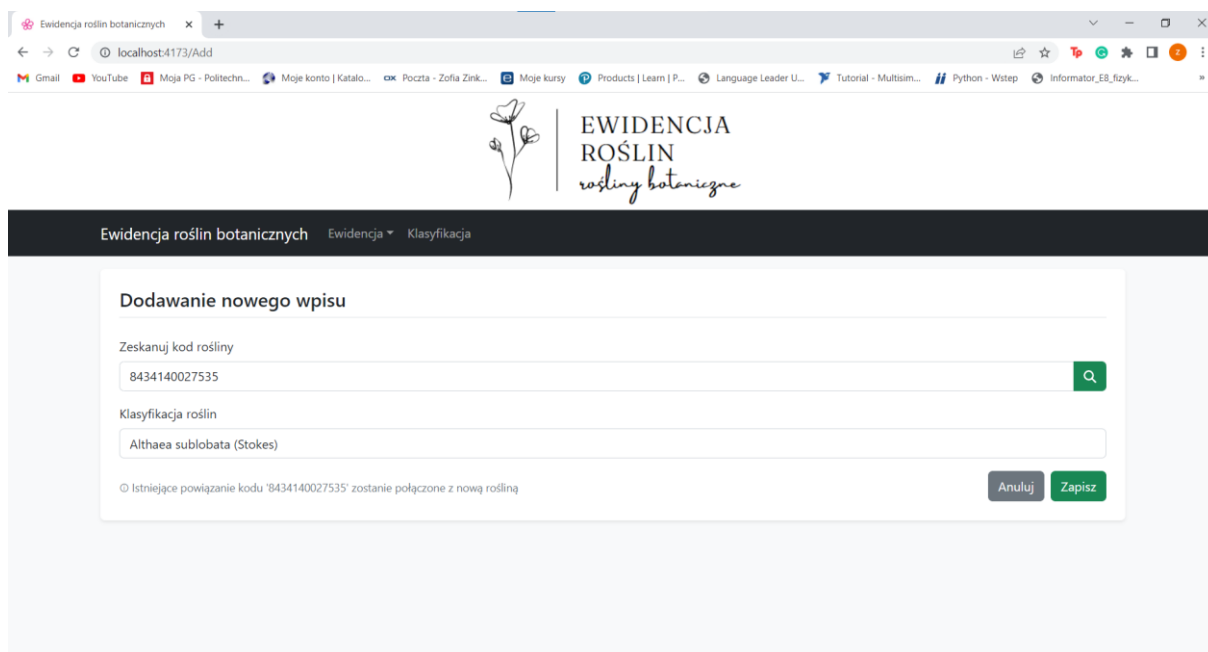 Ewidencja roślin botanicznych
localhost:4173/Add
Gmail YouTube Moja PG - Politechn... Moje konto | Katalo... Poczta - Zofia Zink... Moje kursy Products | Learn | P... Language Leader U... Tutorial - Multisim... Python - Wstep Informator_E8_fizyk... »
EWIDENCJA
ROŚLIN
rośliny botaniczne
Ewidencja roślin botanicznych Ewidencja Klasyfikacja
Dodawanie nowego wpisu
Zeskanuj kod rośliny
8434140027535
Klasyfikacja roślin
Althaea sublobata (Stokes)
Istniejące powiązanie kodu '8434140027535' zostanie połączone z nową rośliną
Anuluj Zapisz